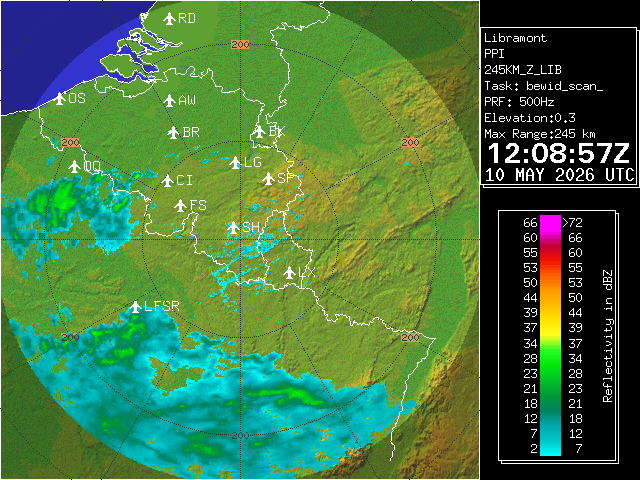 RD
200
OS
AW
BR
BK
200
200
LG
QO
CI
SP
FS
SH
LX
LFSR
200
200
200
Libramont
PPI
245KM_Z_LIB
Task: bewid_scan_
PRF: 500Hz
Elevation:0.3
Max Range:245 km
12:08:57Z
10 MAY 2026 UTC
66 >72
60 66
55 60
53 55
50 53
44 50
39 44
37 39
34 37
28 34
23 28
21 23
18 21
12 18
7 12
2 7
Reflectivity in dBZ